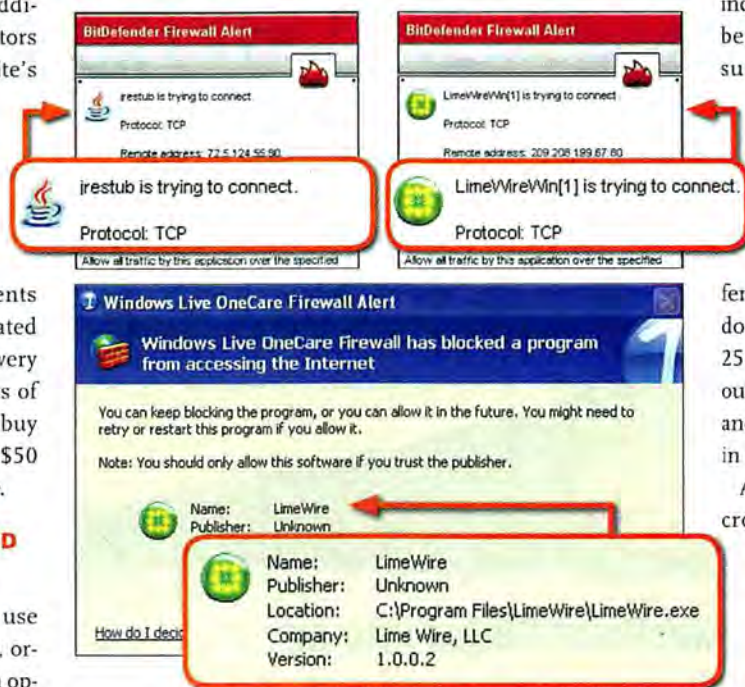 ddi-
tors
te's
BitDefender Firewall Alert
jrestub is trying to connect
Protocol: TCP
Remote address: 72.5.124.55:80
jrestub is trying to connect.
Protocol: TCP
Allow all traffic by this application over the specified
BitDefender Firewall Alert
LimeWireWin[1] is trying to connect
Protocol: TCP
Remote address: 209.208.199.67:80
LimeWireWin[1] is trying to connect.
Protocol: TCP
Allow all traffic by this application over the specified
inc
be
su
ents
ated
very
s of
buy
$50
.
D
use
, or-
op-
Windows Live OneCare Firewall Alert
Windows Live OneCare Firewall has blocked a program
from accessing the Internet
You can keep blocking the program, or you can allow it in the future. You might need to
retry or restart this program if you allow it.
Note: You should only allow this software if you trust the publisher.
Name: LimeWire
Publisher: Unknown
Name: LimeWire
Publisher: Unknown
Location: C:\Program Files\LimeWire\LimeWire.exe
Company: Lime Wire, LLC
Version: 1.0.0.2
How do I decid
fer
do
25
ou
an
in
A
cro